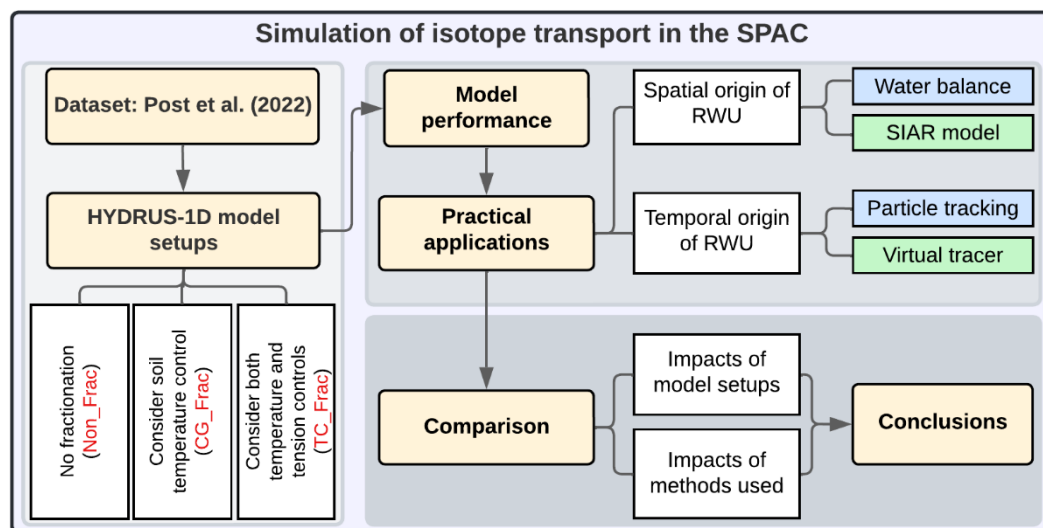 Simulation of isotope transport in the SPAC
Dataset: Post et al. (2022)
HYDRUS-1D model
setups
No fractionation
(Non_Frac)
Consider soil
temperature control
(CG_Frac)
Consider both
temperature and
tension controls
(TC_Frac)
Model
performance
Practical
applications
Spatial origin of
RWU
Water balance
SIAR model
Temporal origin
of RWU
Particle tracking
Virtual tracer
Comparison
Impacts of
model setups
Impacts of
methods used
Conclusions